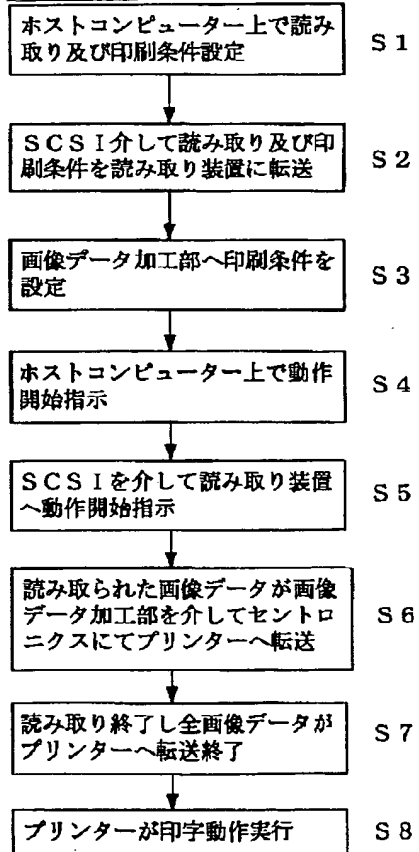 ホストコンピューター上で読み
取り及び印刷条件設定
S1
SCSI介して読み取り及び印
刷条件を読み取り装置に転送
S2
画像データ加工部へ印刷条件を
設定
S3
ホストコンピューター上で動作
開始指示
S4
SCSIを介して読み取り装置
へ動作開始指示
S5
読み取られた画像データが画像
データ加工部を介してセントロ
ニクスにてプリンターへ転送
S6
読み取り終了し全画像データが
プリンターへ転送終了
S7
プリンターが印字動作実行
S8